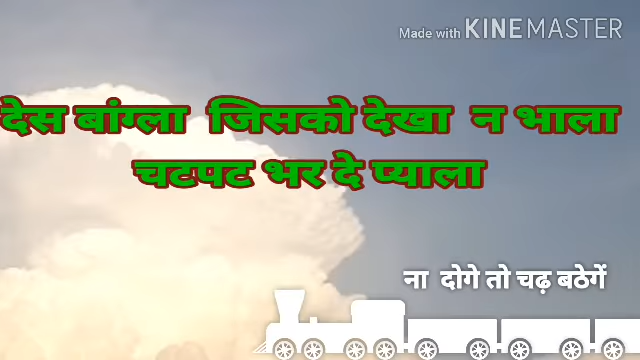 Made with KINEMASTER
देस बांग्ला जिसको देखा न भाला
चटपट भर दे प्याला
ना दोगे तो चढ़ बठेगें